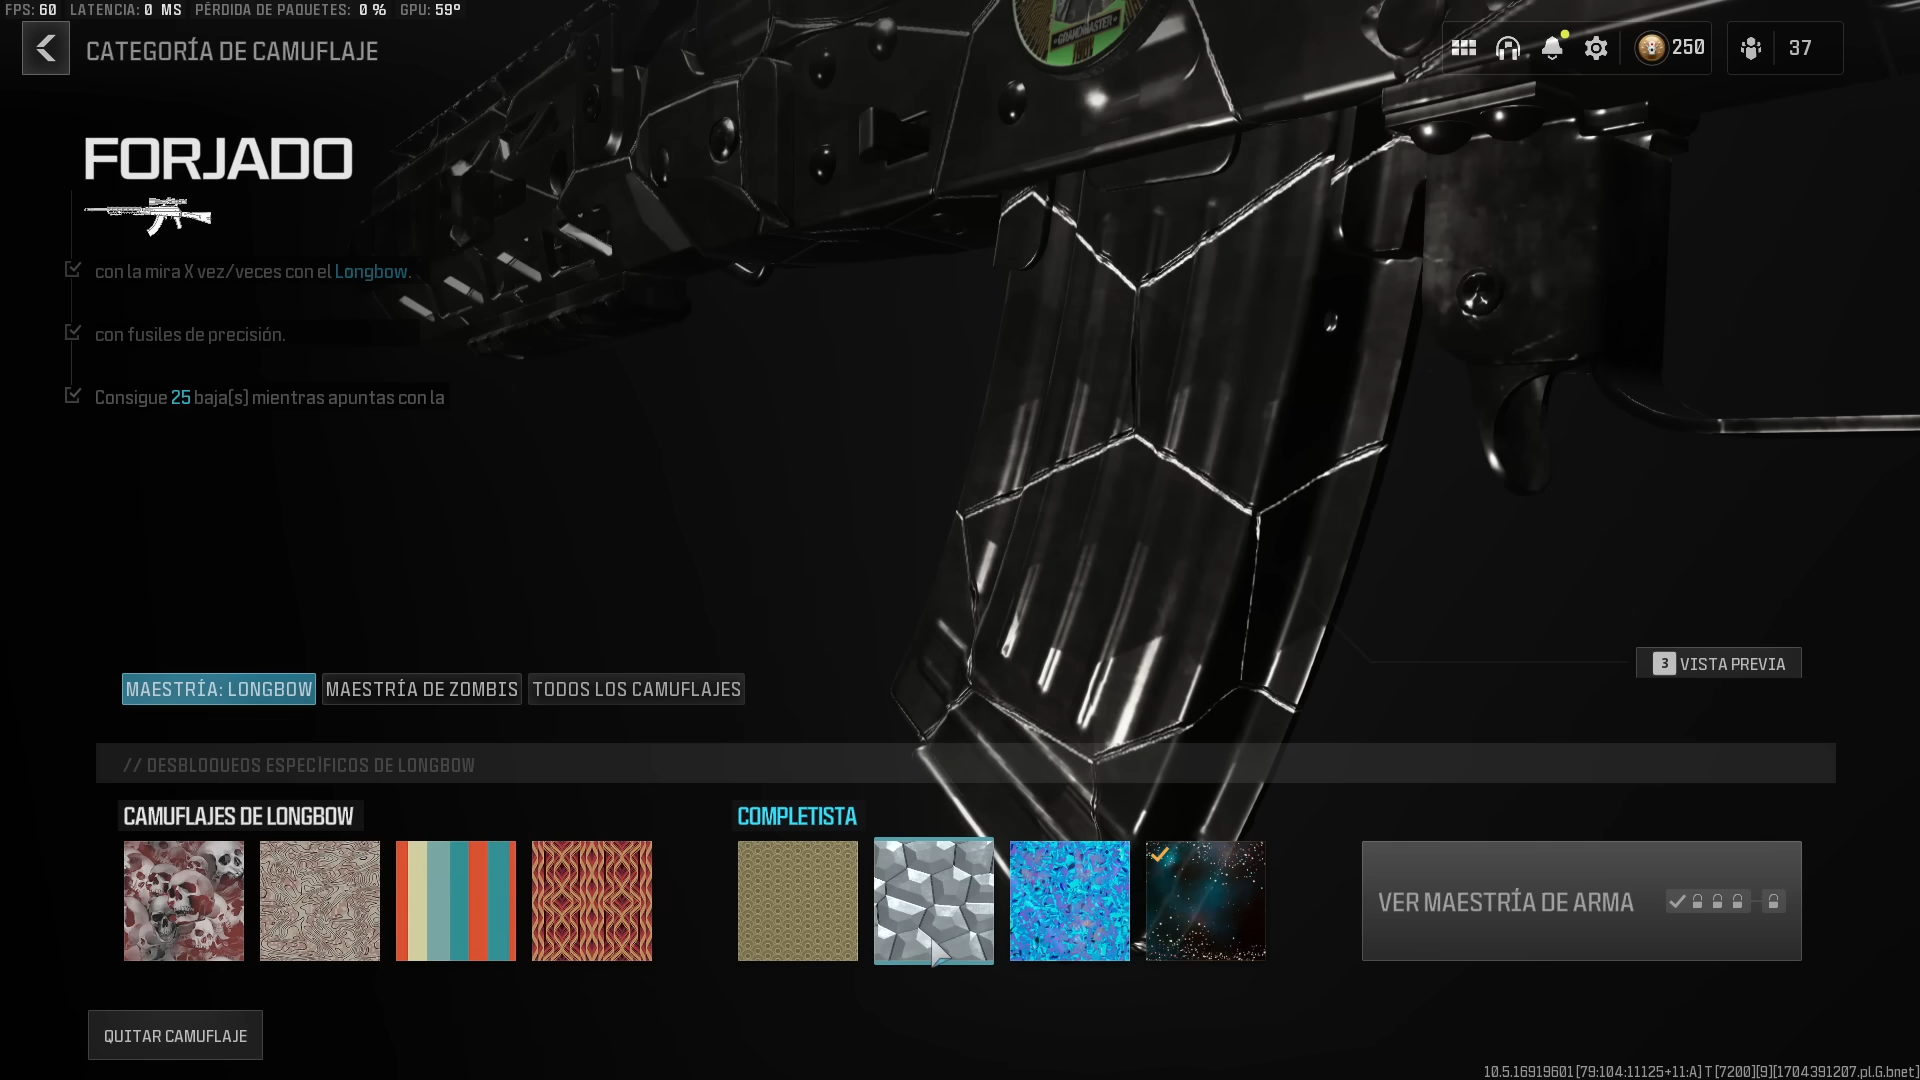 FPS: 60 LATENCIA: 0 MS PÉRDIDA DE PAQUETES: 0 % GPU: 59°
CATEGORÍA DE CAMUFLAJE
GRANDMASTER
250
37
FORJADO
con la mira X vez/veces con el Longbow.
con fusiles de precisión.
Consigue 25 baja(s) mientras apuntas con la
3 VISTA PREVIA
MAESTRÍA: LONGBOW
MAESTRÍA DE ZOMBIS
TODOS LOS CAMUFLAJES
// DESBLOQUEOS ESPECÍFICOS DE LONGBOW
CAMUFLAJES DE LONGBOW
COMPLETISTA
VER MAESTRÍA DE ARMA
QUITAR CAMUFLAJE
10.5.16919601 [79:104:11125+11:A] T [7200][9][1704391207.pl.G.bnet]